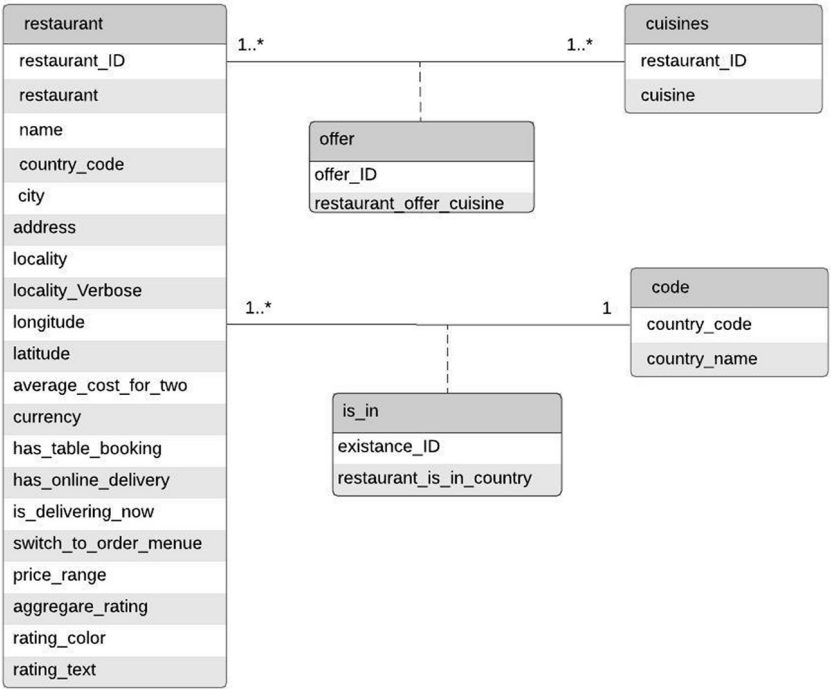 restaurant
restaurant_ID
restaurant
name
country_code
city
address
locality
locality_Verbose
longitude
latitude
average_cost_for_two
currency
has_table_booking
has_online_delivery
is_delivering_now
switch_to_order_menue
price_range
aggregare_rating
rating_color
rating_text
1..*
1..*
cuisines
restaurant_ID
cuisine
offer
offer_ID
restaurant_offer_cuisine
1..*
1
code
country_code
country_name
is_in
existance_ID
restaurant_is_in_country